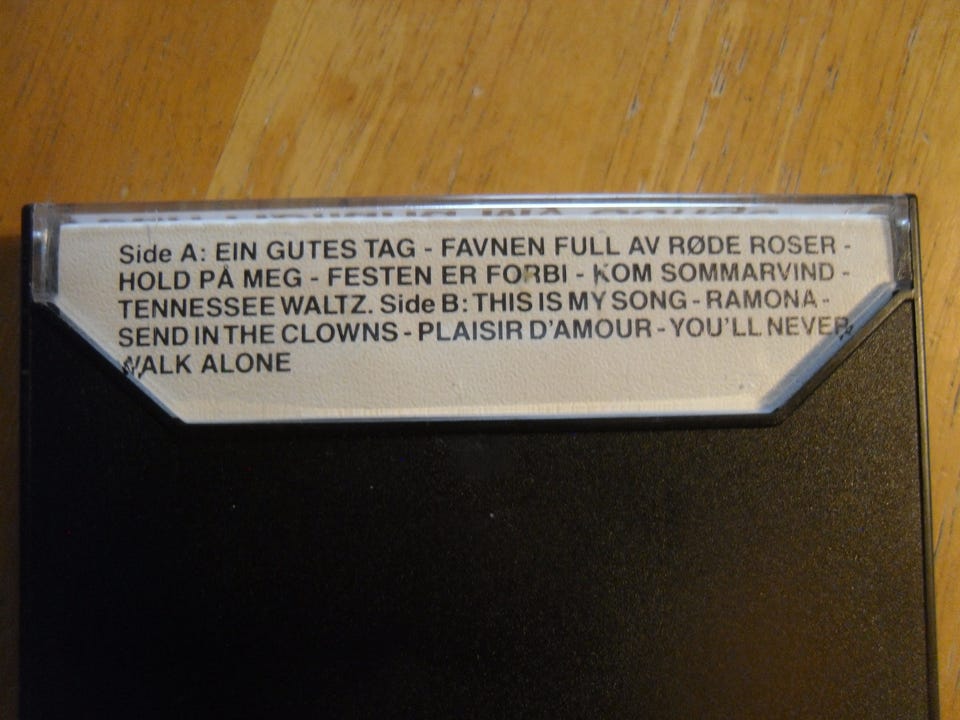 Side A: EIN GUTES TAG - FAVNEN FULL AV RØDE ROSER -
HOLD PÅ MEG - FESTEN ER FORBI - KOM SOMMARVIND -
TENNESSEE WALTZ. Side B: THIS IS MY SONG - RAMONA -
SEND IN THE CLOWNS - PLAISIR D'AMOUR - YOU'LL NEVER
WALK ALONE